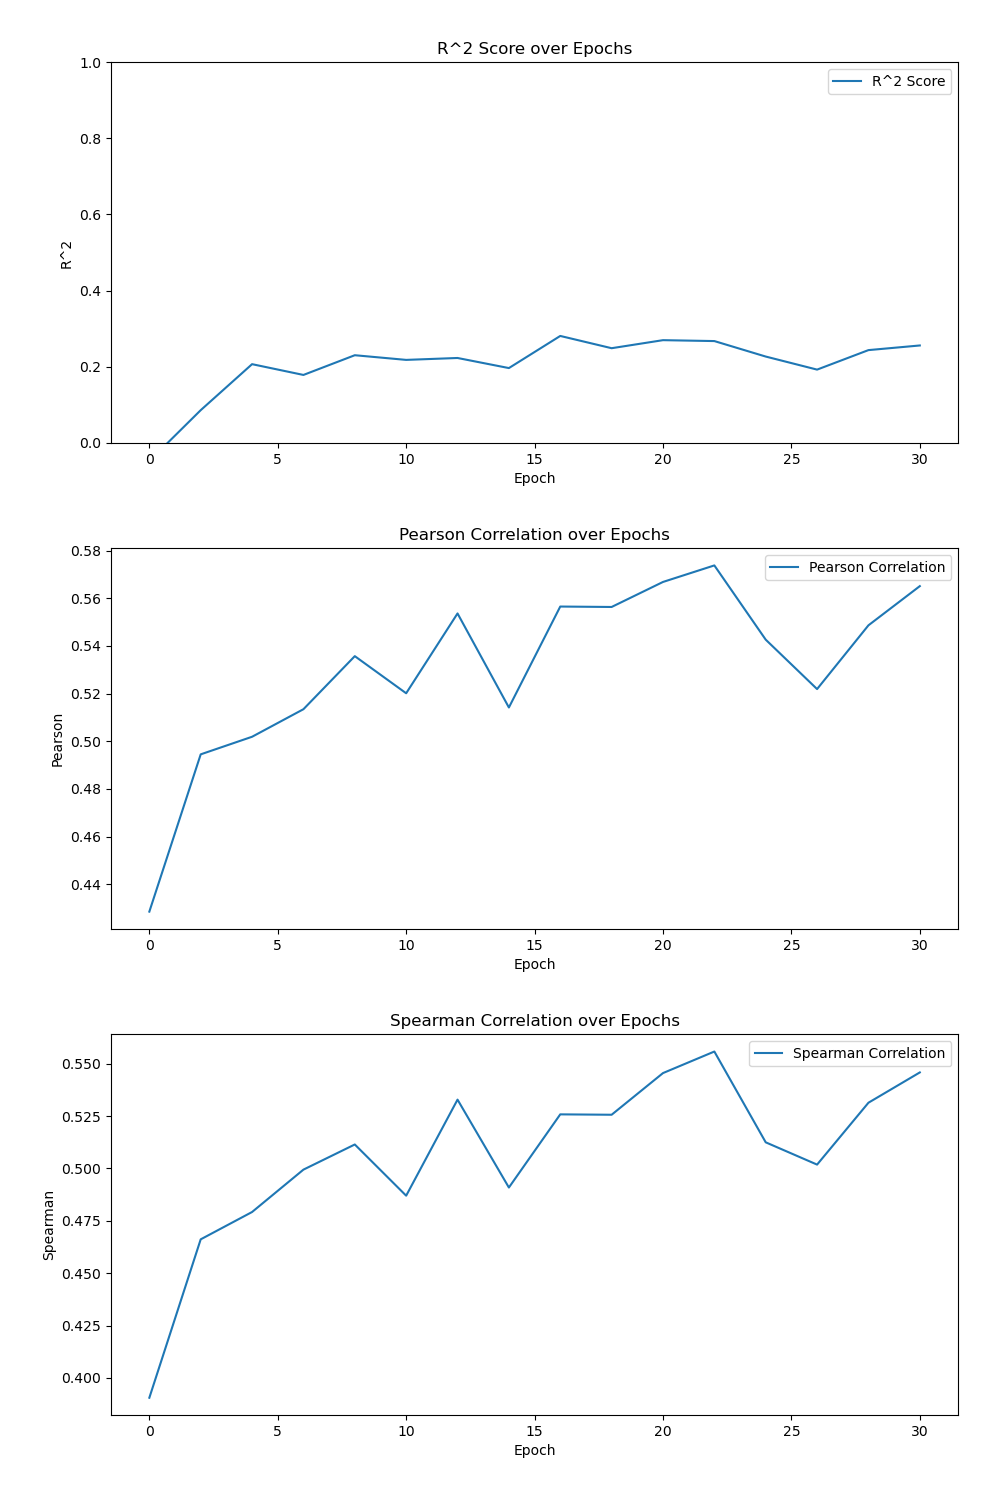 R^2 Score over Epochs
1.0
0.8
0.6
0.4
0.2
0.0
R^2
R^2 Score
0 5 10 15 20 25 30
Epoch
Pearson Correlation over Epochs
0.58
0.56
0.54
0.52
0.50
0.48
0.46
0.44
Pearson
Pearson Correlation
0 5 10 15 20 25 30
Epoch
Spearman Correlation over Epochs
0.550
0.525
0.500
0.475
0.450
0.425
0.400
Spearman
Spearman Correlation
0 5 10 15 20 25 30
Epoch